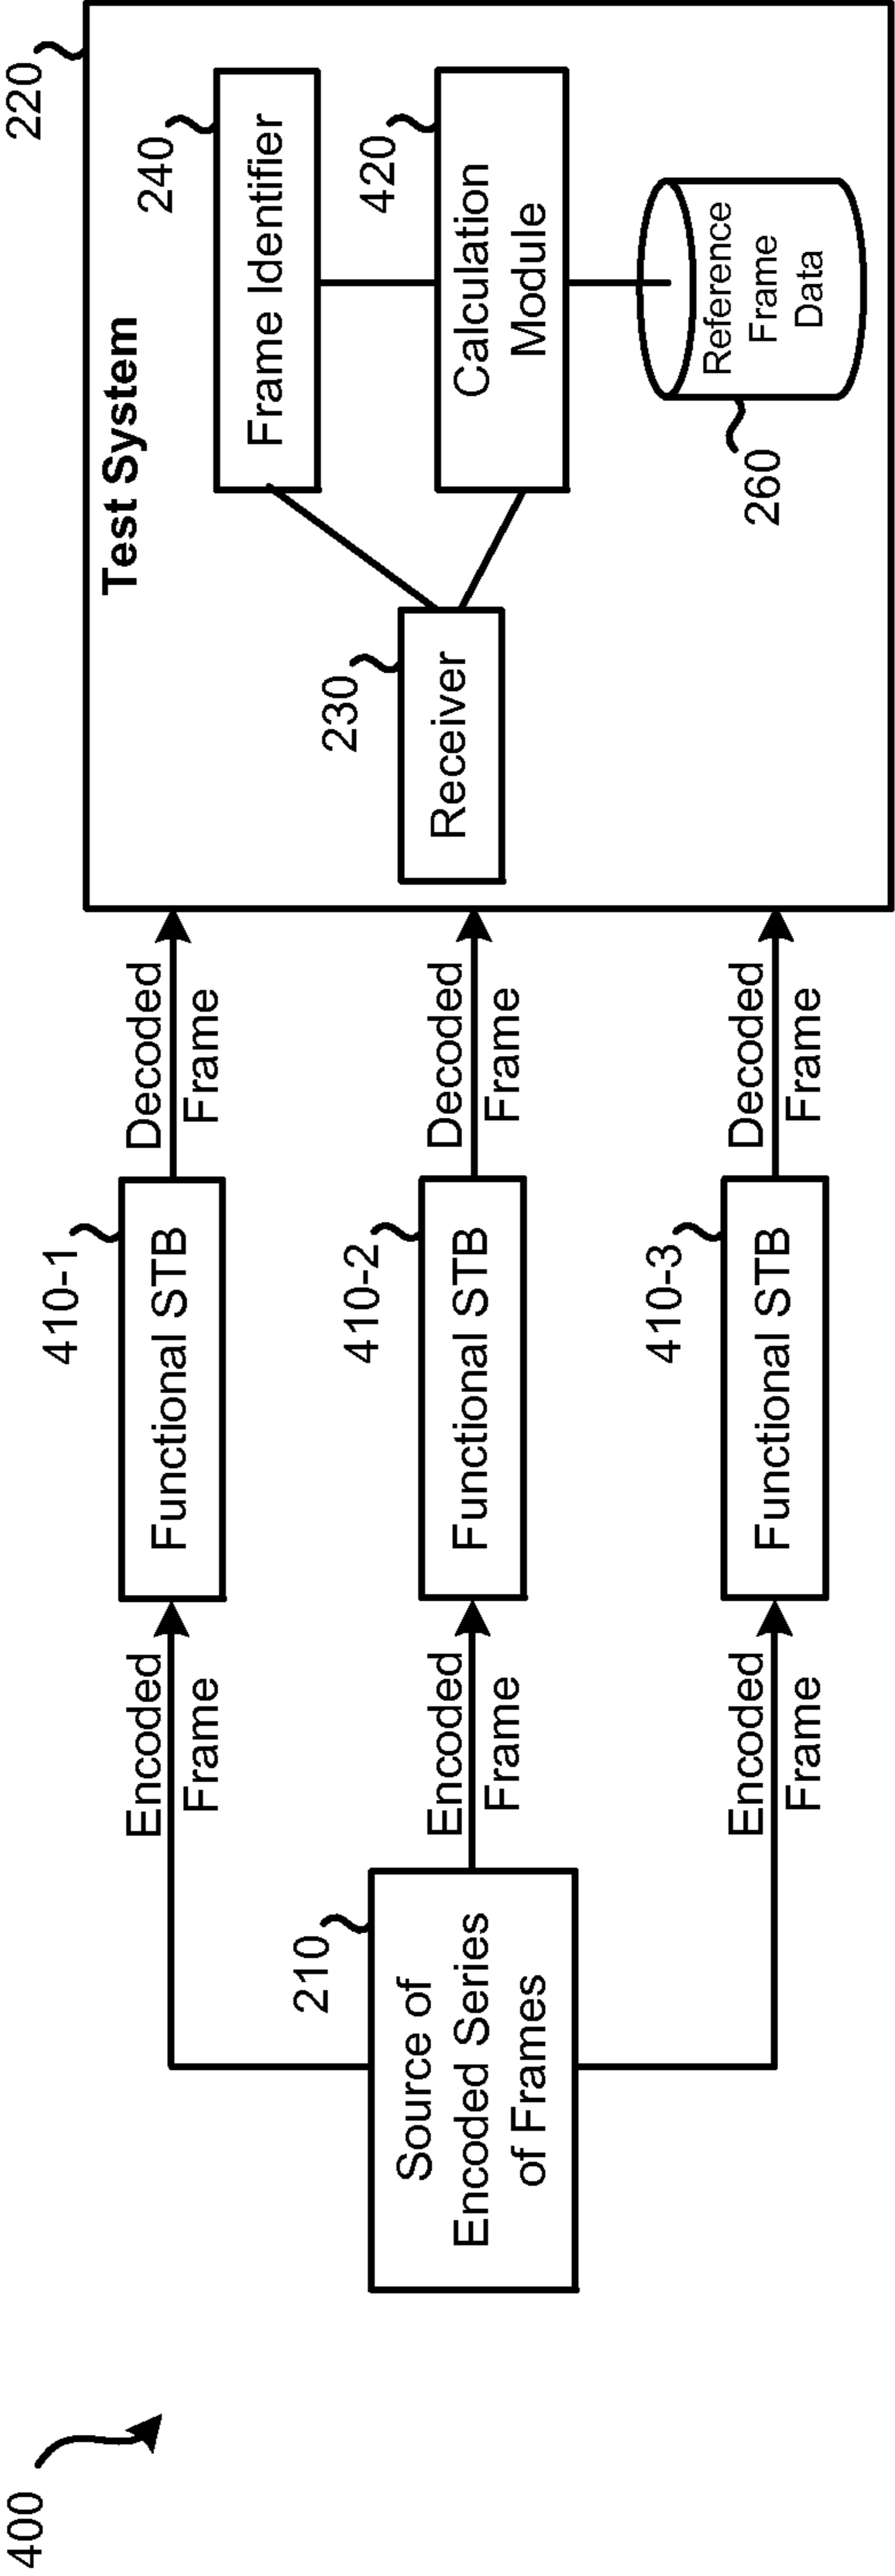 400
210
Source of
Encoded Series
of Frames
Encoded
Frame
Encoded
Frame
Encoded
Frame
410-1
Functional STB
410-2
Functional STB
410-3
Functional STB
Decoded
Frame
Decoded
Frame
Decoded
Frame
220
Test System
230
Receiver
240
Frame Identifier
420
Calculation
Module
260
Reference
Frame
Data